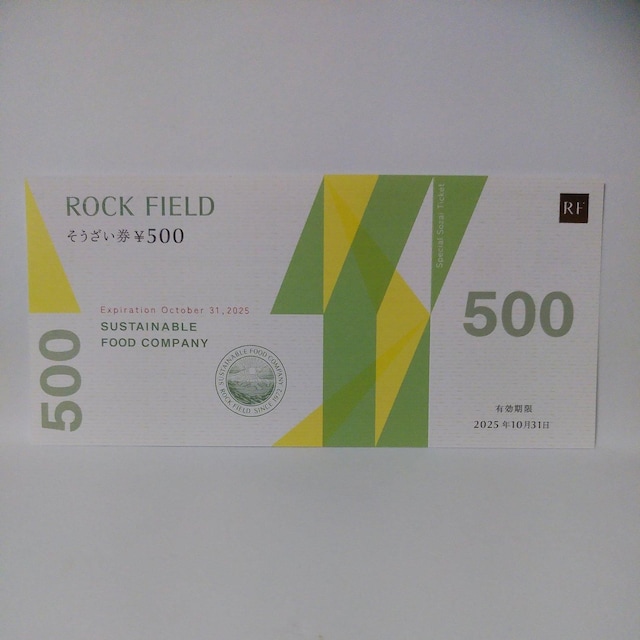 ROCK FIELD
そうざい券¥500
Expiration October 31,2025
SUSTAINABLE
FOOD COMPANY
500
SUSTAINABLE FOOD COMPANY
ROCK FIELD SINCE 1972
Special Sozai Ticket
RF
500
有効期限
2025年10月31日